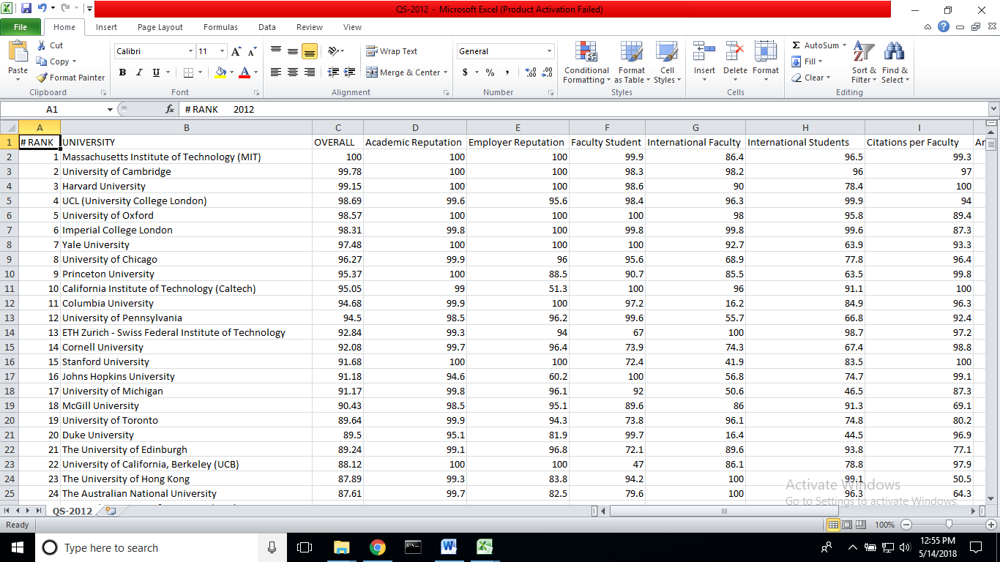 QS-2012 - Microsoft Excel (Product Activation Failed)
File Home Insert Page Layout Formulas Data Review View
Paste Cut Copy Format Painter
Calibri 11
B I U
Wrap Text
Merge & Center
General
$ % ,
Conditional Formatting Format as Table Cell Styles
Insert Delete Format
Σ AutoSum Fill Clear
Sort & Filter Find & Select
Clipboard Font Alignment Number Styles Cells Editing
A1 fx # RANK 2012
A B C D E F G H I
1 # RANK UNIVERSITY OVERALL Academic Reputation Employer Reputation Faculty Student International Faculty International Students Citations per Faculty Ar
2 1 Massachusetts Institute of Technology (MIT) 100 100 100 99.9 86.4 96.5 99.3
3 2 University of Cambridge 99.78 100 100 98.3 98.2 96 97
4 3 Harvard University 99.15 100 100 98.6 90 78.4 100
5 4 UCL (University College London) 98.69 99.6 95.6 98.4 96.3 99.9 94
6 5 University of Oxford 98.57 100 100 100 98 95.8 89.4
7 6 Imperial College London 98.31 99.8 100 99.8 99.8 99.6 87.3
8 7 Yale University 97.48 100 100 100 92.7 63.9 93.3
9 8 University of Chicago 96.27 99.9 96 95.6 68.9 77.8 96.4
10 9 Princeton University 95.37 100 88.5 90.7 85.5 63.5 99.8
11 10 California Institute of Technology (Caltech) 95.05 99 51.3 100 96 91.1 100
12 11 Columbia University 94.68 99.9 100 97.2 16.2 84.9 96.3
13 12 University of Pennsylvania 94.5 98.5 96.2 99.6 55.7 66.8 92.4
14 13 ETH Zurich - Swiss Federal Institute of Technology 92.84 99.3 94 67 100 98.7 97.2
15 14 Cornell University 92.08 99.7 96.4 73.9 74.3 67.4 98.8
16 15 Stanford University 91.68 100 100 72.4 41.9 83.5 100
17 16 Johns Hopkins University 91.18 94.6 60.2 100 56.8 74.7 99.1
18 17 University of Michigan 91.17 99.8 96.1 92 50.6 46.5 87.3
19 18 McGill University 90.43 98.5 95.1 89.6 86 91.3 69.1
20 19 University of Toronto 89.64 99.9 94.3 73.8 96.1 74.8 80.2
21 20 Duke University 89.5 95.1 81.9 99.7 16.4 44.5 96.9
22 21 The University of Edinburgh 89.24 99.1 96.8 72.1 89.6 93.8 77.1
23 22 University of California, Berkeley (UCB) 88.12 100 100 47 86.1 78.8 97.9
24 23 The University of Hong Kong 87.89 99.3 83.8 94.2 100 99.1 50.5
25 24 The Australian National University 87.61 99.7 82.5 79.6 100 96.3 64.3
Activate Windows
Go to Settings to activate Windows.
QS-2012
Ready 100%
Type here to search
12:55 PM
5/14/2018